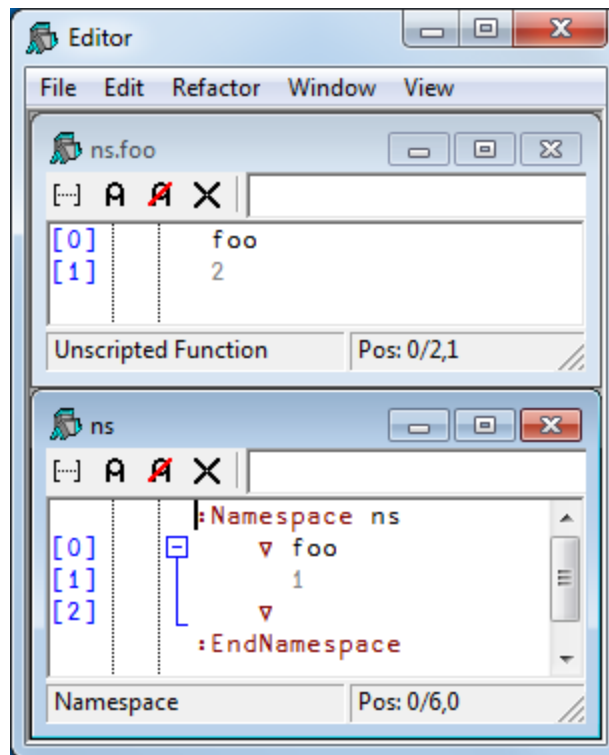 Editor
File Edit Refactor Window View
ns.foo
[0] foo
[1] 2
Unscripted Function Pos: 0/2,1
ns
:Namespace ns
[0] ∇ foo
[1] 1
[2] ∇
:EndNamespace
Namespace Pos: 0/6,0